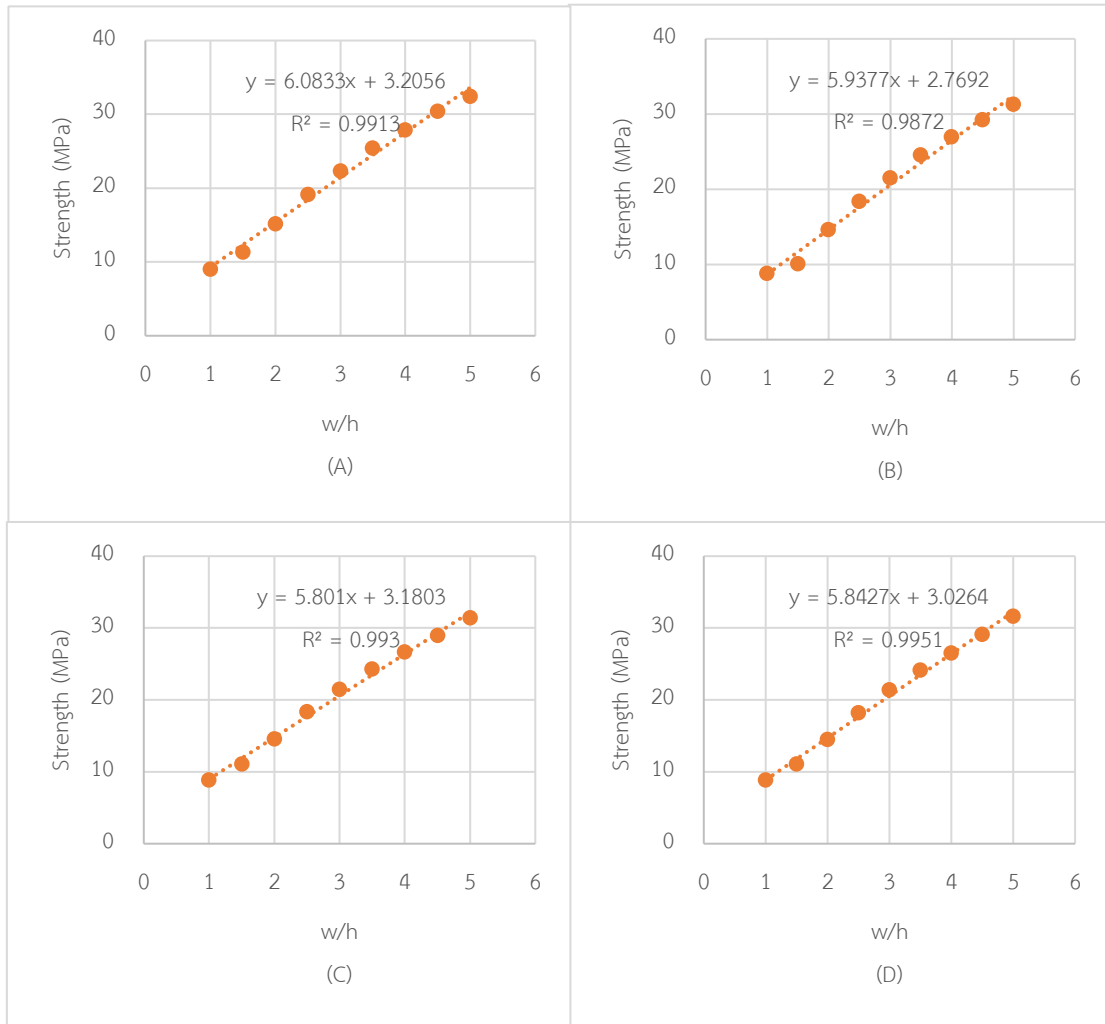 y = 6.0833x + 3.2056
R² = 0.9913
Strength (MPa)
40
30
20
10
0
0 1 2 3 4 5 6
w/h
(A)
y = 5.9377x + 2.7692
R² = 0.9872
Strength (MPa)
40
30
20
10
0
0 1 2 3 4 5 6
w/h
(B)
y = 5.801x + 3.1803
R² = 0.993
Strength (MPa)
40
30
20
10
0
0 1 2 3 4 5 6
w/h
(C)
y = 5.8427x + 3.0264
R² = 0.9951
Strength (MPa)
40
30
20
10
0
0 1 2 3 4 5 6
w/h
(D)